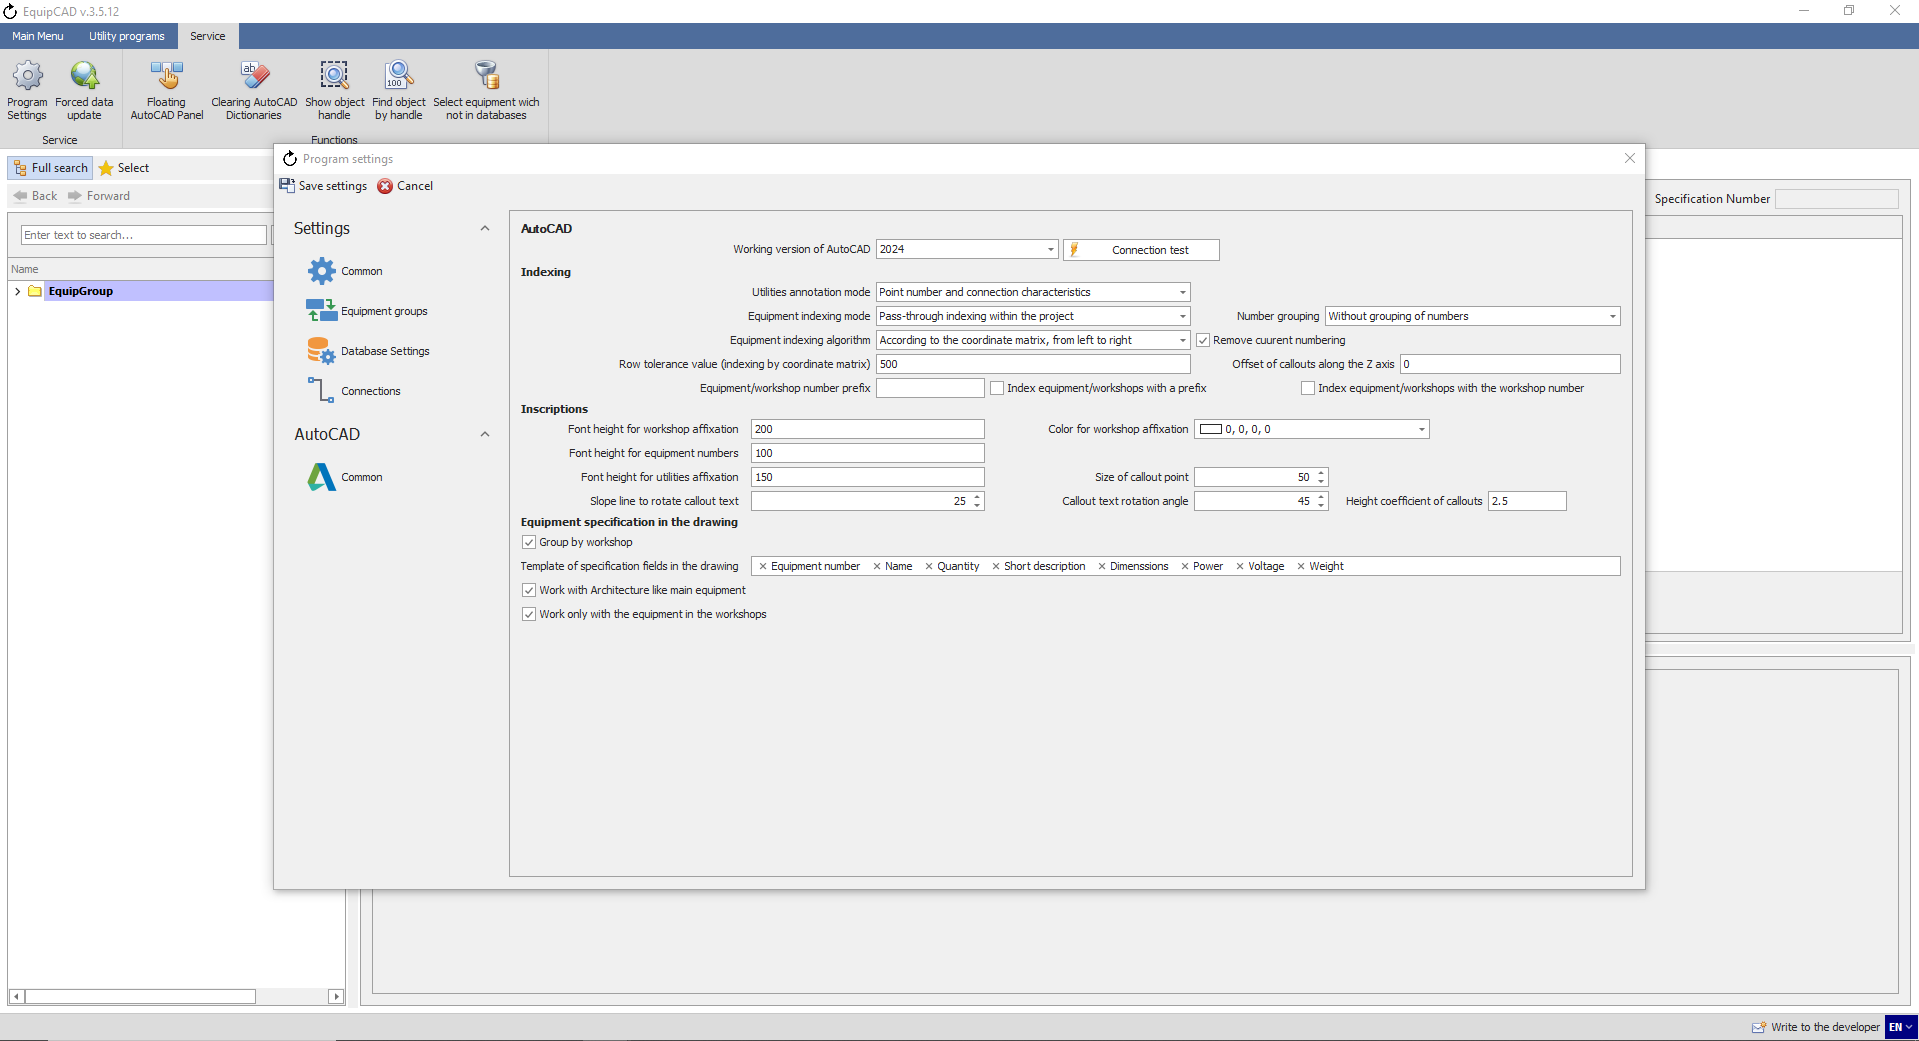 EquipCAD v.3.5.12
Main Menu Utility programs Service
Program Settings
Forced data update
Floating AutoCAD Panel
Clearing AutoCAD Dictionaries
Show object handle
Find object by handle
Select equipment wich not in databases
Service Functions
Full search Select
Back Forward
Enter text to search...
Name
EquipGroup
Specification Number
Program settings
Save settings Cancel
Settings
Common
Equipment groups
Database Settings
Connections
AutoCAD
Common
AutoCAD
Working version of AutoCAD 2024 Connection test
Indexing
Utilities annotation mode Point number and connection characteristics
Equipment indexing mode Pass-through indexing within the project Number grouping Without grouping of numbers
Equipment indexing algorithm According to the coordinate matrix, from left to right Remove cuurent numbering
Row tolerance value (indexing by coordinate matrix) 500 Offset of callouts along the Z axis 0
Equipment/workshop number prefix Index equipment/workshops with a prefix Index equipment/workshops with the workshop number
Inscriptions
Font height for workshop affixation 200 Color for workshop affixation 0, 0, 0, 0
Font height for equipment numbers 100
Font height for utilities affixation 150 Size of callout point 50
Slope line to rotate callout text 25 Callout text rotation angle 45 Height coefficient of callouts 2.5
Equipment specification in the drawing
Group by workshop
Template of specification fields in the drawing Equipment number Name Quantity Short description Dimenssions Power Voltage Weight
Work with Architecture like main equipment
Work only with the equipment in the workshops
Write to the developer EN